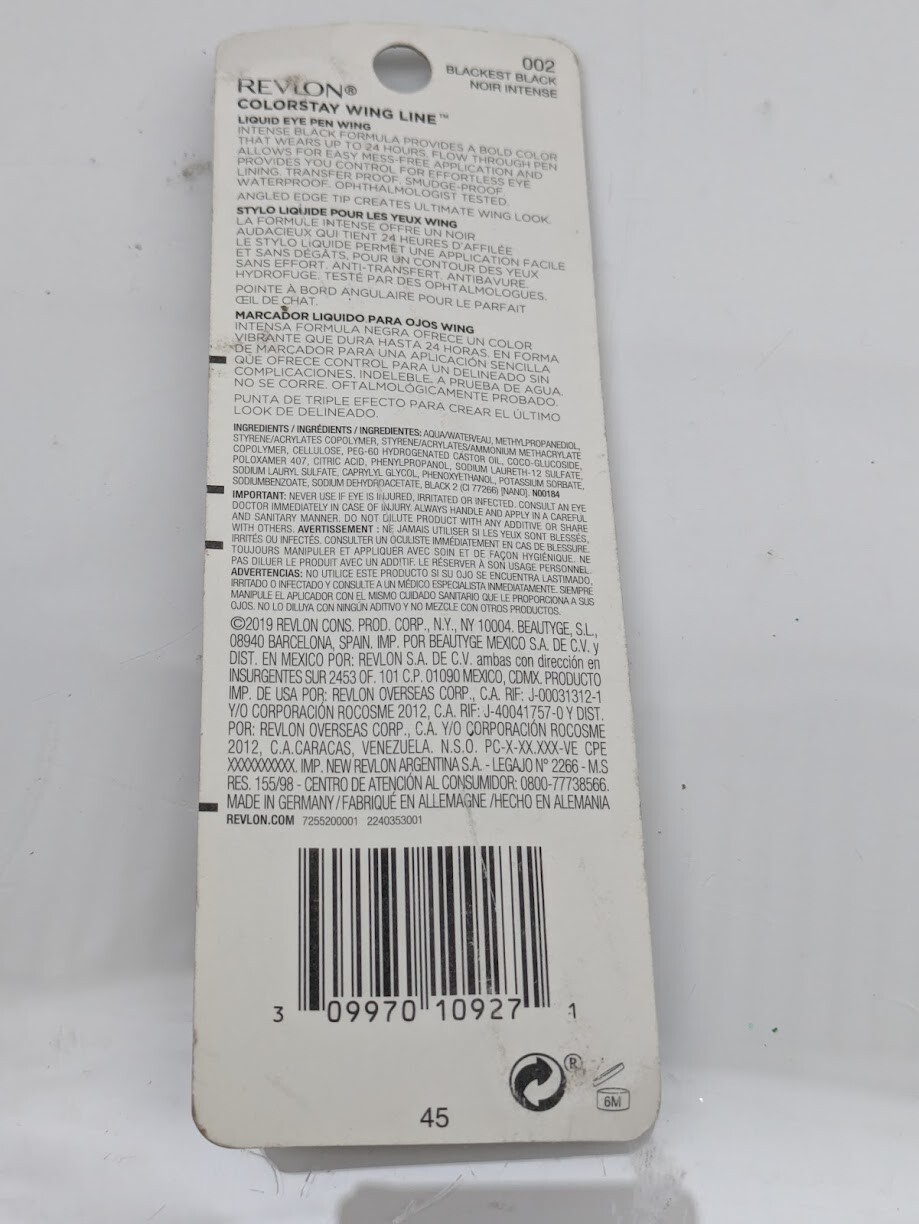 002
BLACKEST BLACK
NOIR INTENSE
REVLON®
COLORSTAY WING LINE™
LIQUID EYE PEN WING
INTENSE BLACK FORMULA PROVIDES A BOLD COLOR
THAT WEARS UP TO 24 HOURS. FLOW THROUGH PEN
ALLOWS FOR EASY MESS-FREE APPLICATION AND
PROVIDES YOU CONTROL FOR EFFORTLESS EYE
LINING. TRANSFER PROOF. SMUDGE-PROOF.
WATERPROOF. OPHTHALMOLOGIST TESTED.
ANGLED EDGE TIP CREATES ULTIMATE WING LOOK.
STYLO LIQUIDE POUR LES YEUX WING
LA FORMULE INTENSE OFFRE UN NOIR
AUDACIEUX QUI TIENT 24 HEURES D'AFFILÉE.
LE STYLO LIQUIDE PERMET UNE APPLICATION FACILE
ET SANS DÉGÂTS, POUR UN CONTOUR DES YEUX
SANS EFFORT. ANTI-TRANSFERT. ANTIBAVURE.
HYDROFUGE. TESTÉ PAR DES OPHTALMOLOGUES.
POINTE À BORD ANGULAIRE POUR LE PARFAIT
ŒIL DE CHAT.
MARCADOR LIQUIDO PARA OJOS WING
INTENSA FORMULA NEGRA OFRECE UN COLOR
VIBRANTE QUE DURA HASTA 24 HORAS. EN FORMA
DE MARCADOR PARA UNA APLICACIÓN SENCILLA
QUE OFRECE CONTROL PARA UN DELINEADO SIN
COMPLICACIONES. INDELEBLE. A PRUEBA DE AGUA.
NO SE CORRE. OFTALMOLÓGICAMENTE PROBADO.
PUNTA DE TRIPLE EFECTO PARA CREAR EL ÚLTIMO
LOOK DE DELINEADO.
INGREDIENTS / INGRÉDIENTS / INGREDIENTES: AQUA/WATER/EAU, METHYLPROPANEDIOL,
STYRENE/ACRYLATES COPOLYMER, STYRENE/ACRYLATES/AMMONIUM METHACRYLATE
COPOLYMER, CELLULOSE, PEG-60 HYDROGENATED CASTOR OIL, COCO-GLUCOSIDE,
POLOXAMER 407, CITRIC ACID, PHENYLPROPANOL, SODIUM LAURETH-12 SULFATE,
SODIUM LAURYL SULFATE, CAPRYLYL GLYCOL, PHENOXYETHANOL, POTASSIUM SORBATE,
SODIUMBENZOATE, SODIUM DEHYDROACETATE, BLACK 2 (CI 77266) [NANO]. N00184
IMPORTANT: NEVER USE IF EYE IS INJURED, IRRITATED OR INFECTED. CONSULT AN EYE
DOCTOR IMMEDIATELY IN CASE OF INJURY. ALWAYS HANDLE AND APPLY IN A CAREFUL
AND SANITARY MANNER. DO NOT DILUTE PRODUCT WITH ANY ADDITIVE OR SHARE
WITH OTHERS. AVERTISSEMENT : NE JAMAIS UTILISER SI LES YEUX SONT BLESSÉS,
IRRITÉS OU INFECTÉS. CONSULTER UN OCULISTE IMMÉDIATEMENT EN CAS DE BLESSURE.
TOUJOURS MANIPULER ET APPLIQUER AVEC SOIN ET DE FAÇON HYGIÉNIQUE. NE
PAS DILUER LE PRODUIT AVEC UN ADDITIF. LE RÉSERVER À SON USAGE PERSONNEL.
ADVERTENCIAS: NO UTILICE ESTE PRODUCTO SI SU OJO SE ENCUENTRA LASTIMADO,
IRRITADO O INFECTADO Y CONSULTE A UN MÉDICO ESPECIALISTA INMEDIATAMENTE. SIEMPRE
MANIPULE EL APLICADOR CON EL MISMO CUIDADO SANITARIO QUE LE PROPORCIONA A SUS
OJOS. NO LO DILUYA CON NINGÚN ADITIVO Y NO MEZCLE CON OTROS PRODUCTOS.
©2019 REVLON CONS. PROD. CORP., N.Y., NY 10004. BEAUTYGE, S.L.,
08940 BARCELONA, SPAIN. IMP. POR BEAUTYGE MEXICO S.A. DE C.V. y
DIST. EN MEXICO POR: REVLON S.A. DE C.V. ambas con dirección en
INSURGENTES SUR 2453 OF. 101 C.P. 01090 MEXICO, CDMX. PRODUCTO
IMP. DE USA POR: REVLON OVERSEAS CORP., C.A. RIF: J-00031312-1
Y/O CORPORACIÓN ROCOSME 2012, C.A. RIF: J-40041757-0 Y DIST.
POR: REVLON OVERSEAS CORP., C.A. Y/O CORPORACIÓN ROCOSME
2012, C.A.CARACAS, VENEZUELA. N.S.O. PC-X-XX.XXX-VE CPE
XXXXXXXXXX. IMP. NEW REVLON ARGENTINA S.A. - LEGAJO N° 2266 - M.S
RES. 155/98 - CENTRO DE ATENCIÓN AL CONSUMIDOR: 0800-77738566.
MADE IN GERMANY / FABRIQUÉ EN ALLEMAGNE /HECHO EN ALEMANIA
REVLON.COM 7255200001 2240353001
3 09970 10927 1
®
6M
45